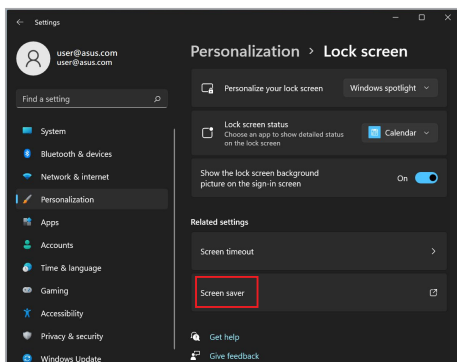 Settings
user@asus.com
user@asus.com
Find a setting
System
Bluetooth & devices
Network & internet
Personalization
Apps
Accounts
Time & language
Gaming
Accessibility
Privacy & security
Windows Update
Personalization > Lock screen
Personalize your lock screen
Windows spotlight
Lock screen status
Choose an app to show detailed status
on the lock screen
Calendar
Show the lock screen background
picture on the sign-in screen
On
Related settings
Screen timeout
Screen saver
Get help
Give feedback